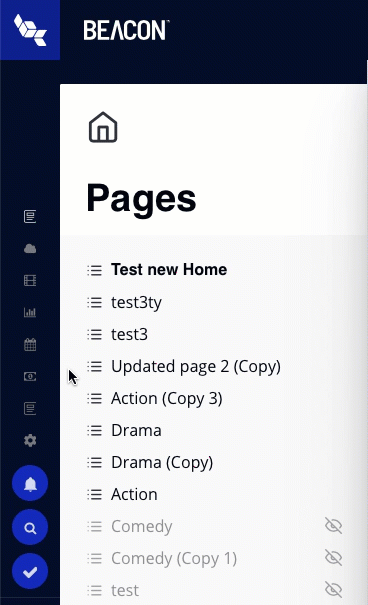 BEACON
Pages
Test new Home
test3ty
test3
Updated page 2 (Copy)
Action (Copy 3)
Drama
Drama (Copy)
Action
Comedy
Comedy (Copy 1)
test